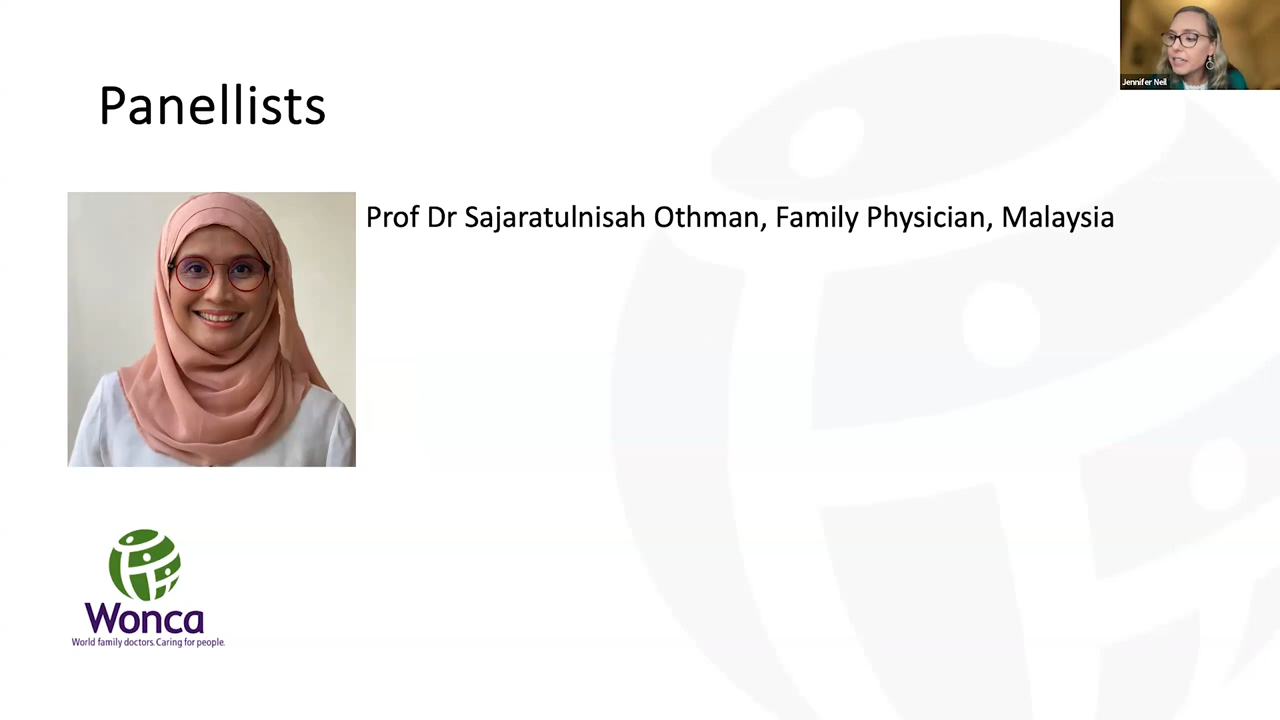 Panellists
Jennifer Neil
Prof Dr Sajaratulnisah Othman, Family Physician, Malaysia
Wonca
World family doctors. Caring for people.